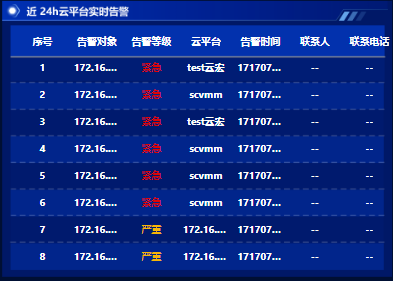 近 24h云平台实时告警
序号 告警对象 告警等级 云平台 告警时间 联系人 联系电话
1 172.16.... 紧急 test云宏 171707... -- --
2 172.16.... 紧急 scvmm 171707... -- --
3 172.16.... 紧急 test云宏 171707... -- --
4 172.16.... 紧急 scvmm 171707... -- --
5 172.16.... 紧急 scvmm 171707... -- --
6 172.16.... 紧急 scvmm 171707... -- --
7 172.16.... 严重 172.16.... 171707... -- --
8 172.16.... 严重 172.16.... 171707... -- --